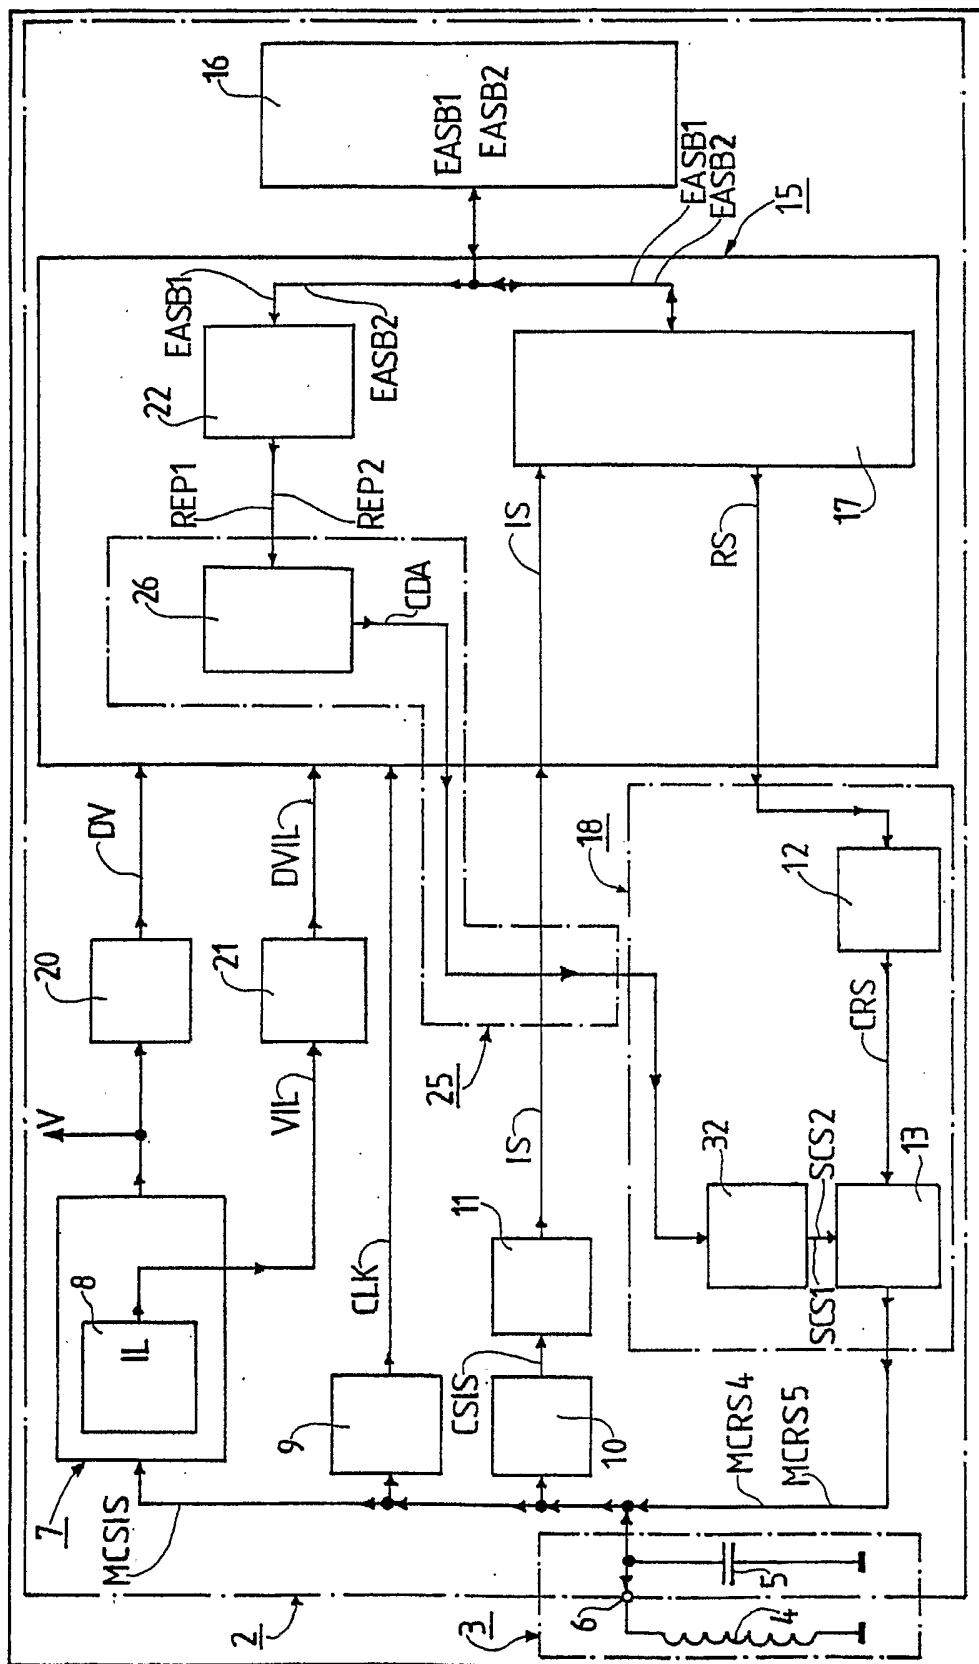 16
EASB1
EASB2
EASB1
EASB2
15
EASB1
EASB2
22
REP1
REP2
26
CDA
IS
RS
17
DV
20
DVIL
21
VIL
V
7
8
IL
CLK
9
MCSIS
CSIS
10
11
IS
25
18
12
CRS
32
SCS1
SCS2
13
MCRS4
MCRS5
2
3
6
5
4